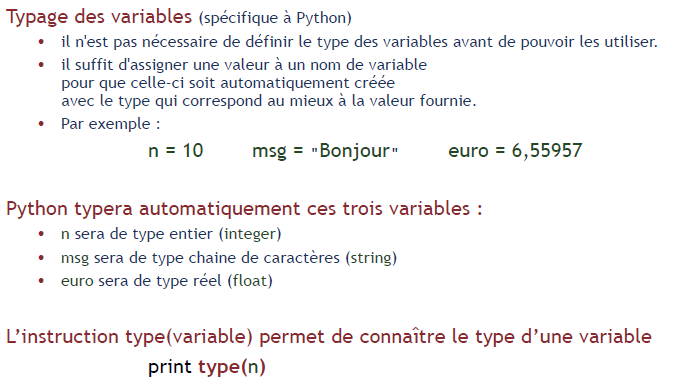 Typage des variables (spécifique à Python)
• il n'est pas nécessaire de définir le type des variables avant de pouvoir les utiliser.
• il suffit d'assigner une valeur à un nom de variable
pour que celle-ci soit automatiquement créée
avec le type qui correspond au mieux à la valeur fournie.
• Par exemple :
n = 10 msg = "Bonjour" euro = 6,55957
Python typera automatiquement ces trois variables :
• n sera de type entier (integer)
• msg sera de type chaine de caractères (string)
• euro sera de type réel (float)
L’instruction type(variable) permet de connaître le type d’une variable
print type(n)